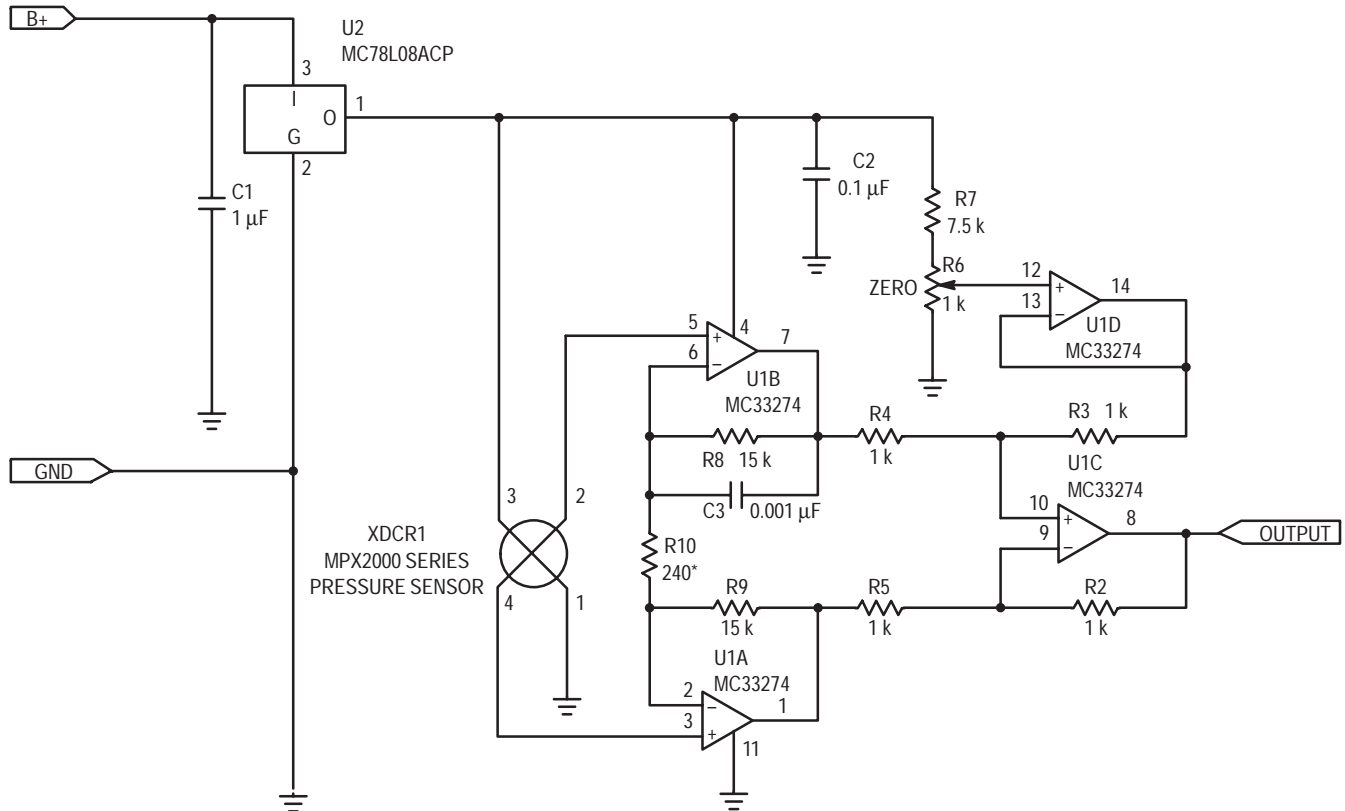 B+
U2
MC78L08ACP
3
I
O
1
G
2
C1
1 µF
C2
0.1 µF
R7
7.5 k
R6
ZERO
1 k
12
+
13
–
14
U1D
MC33274
5
+
4
7
6
–
U1B
MC33274
R4
1 k
R3 1 k
R8 15 k
U1C
MC33274
GND
3
2
C3 0.001 µF
10
+
9
–
8
OUTPUT
XDCR1
MPX2000 SERIES
PRESSURE SENSOR
R10
240*
4
1
R9
15 k
R5
1 k
R2
1 k
U1A
MC33274
2
–
1
3
+
11